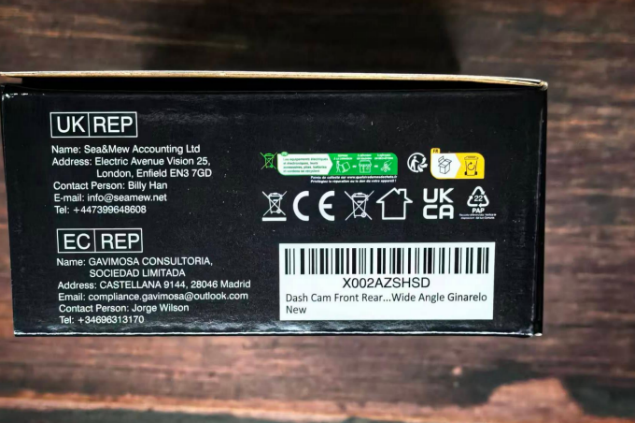 UK REP
Name: Sea&Mew Accounting Ltd
Address: Electric Avenue Vision 25,
London, Enfield EN3 7GD
Contact Person: Billy Han
E-mail: info@seamew.net
Tel: +447399648608
EC REP
Name: GAVIMOSA CONSULTORIA,
SOCIEDAD LIMITADA
Address: CASTELLANA 9144, 28046 Madrid
Email: compliance.gavimosa@outlook.com
Contact Person: Jorge Wilson
Tel: +34696313170
FR
CE
UK
CA
22
PAP
X002AZSHSD
Dash Cam Front Rear...Wide Angle Ginarelo
New